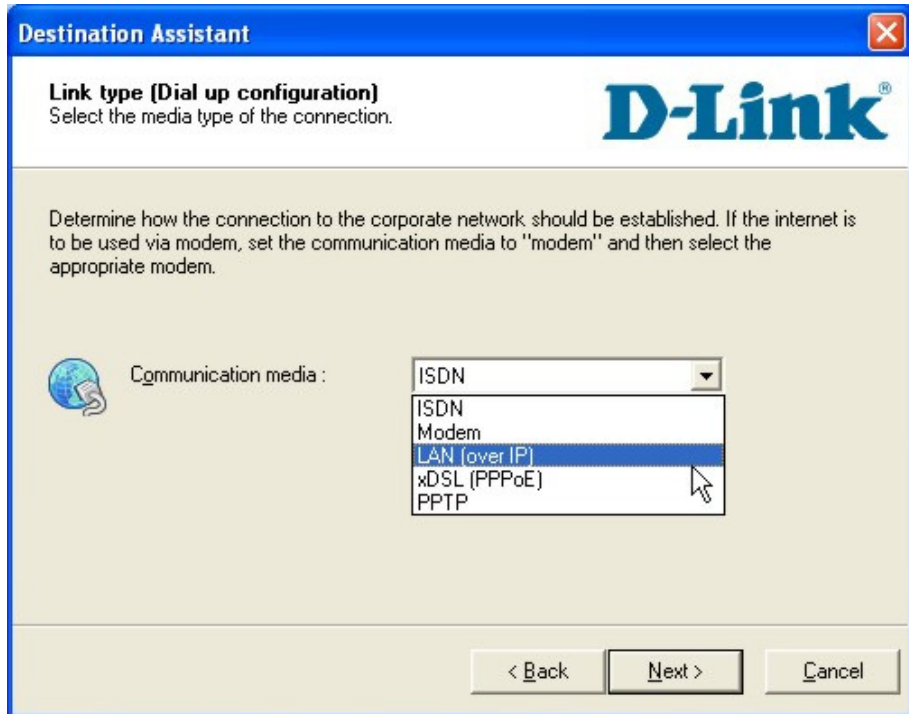 Destination Assistant
Link type (Dial up configuration)
Select the media type of the connection.
D-Link®
Determine how the connection to the corporate network should be established. If the internet is
to be used via modem, set the communication media to "modem" and then select the
appropriate modem.
Communication media :
ISDN
ISDN
Modem
LAN (over IP)
xDSL (PPPoE)
PPTP
< Back
Next >
Cancel